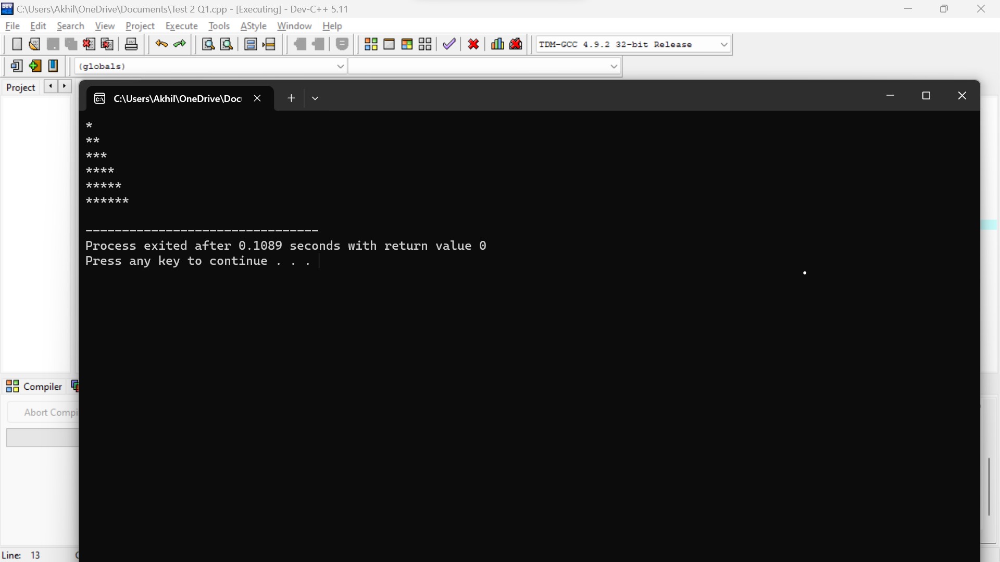 C:\Users\Akhil\OneDrive\Documents\Test 2 Q1.cpp - [Executing] - Dev-C++ 5.11
File Edit Search View Project Execute Tools AStyle Window Help
TDM-GCC 4.9.2 32-bit Release
(globals)
Project
C:\Users\Akhil\OneDrive\Doc
*
**
***
****
*****
******
--------------------------------
Process exited after 0.1089 seconds with return value 0
Press any key to continue . . .
Compiler
Abort Compi
Line: 13